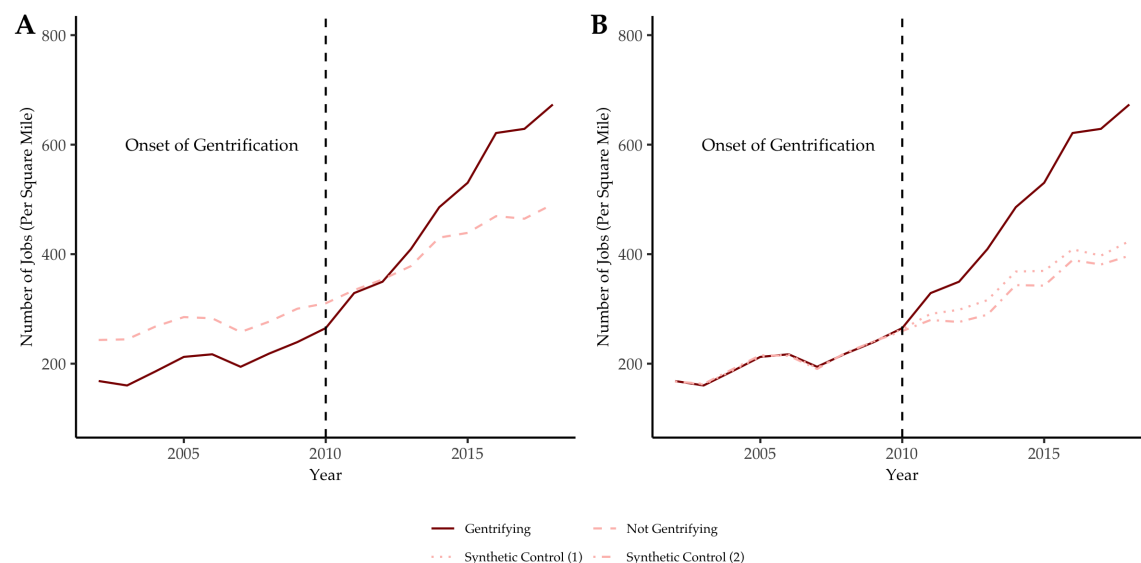 A
B
Number of Jobs (Per Square Mile)
800
600
400
200
Onset of Gentrification
2005
2010
2015
Year
Number of Jobs (Per Square Mile)
800
600
400
200
Onset of Gentrification
2005
2010
2015
Year
Gentrifying
Not Gentrifying
Synthetic Control (1)
Synthetic Control (2)